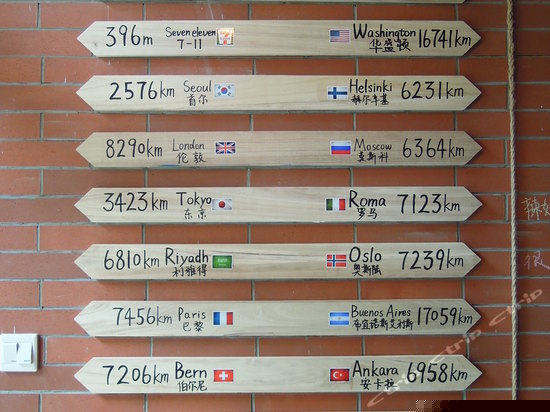 396m Seven eleven 7-11
Washington 华盛顿 16741km
2576km Seoul 首尔
Helsinki 赫尔辛基 6231km
8290km London 伦敦
Moscow 莫斯科 6364km
3423km Tokyo 东京
Roma 罗马 7123km
6810km Riyadh 利雅得
Oslo 奥斯陆 7239km
7456km Paris 巴黎
Buenos Aires 布宜诺斯艾利斯 17059km
7206km Bern 伯尔尼
Ankara 安卡拉 6958km
辣
很
Ctrip